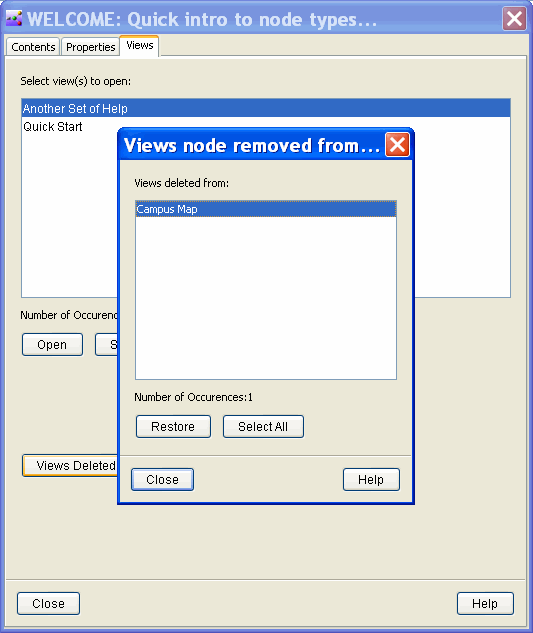 WELCOME: Quick intro to node types...
Contents Properties Views
Select view(s) to open:
Another Set of Help
Quick Start
Number of
Open S
Views Deleted
Close Help
Views node removed from...
Views deleted from:
Campus Map
Number of Occurences:1
Restore Select All
Close Help